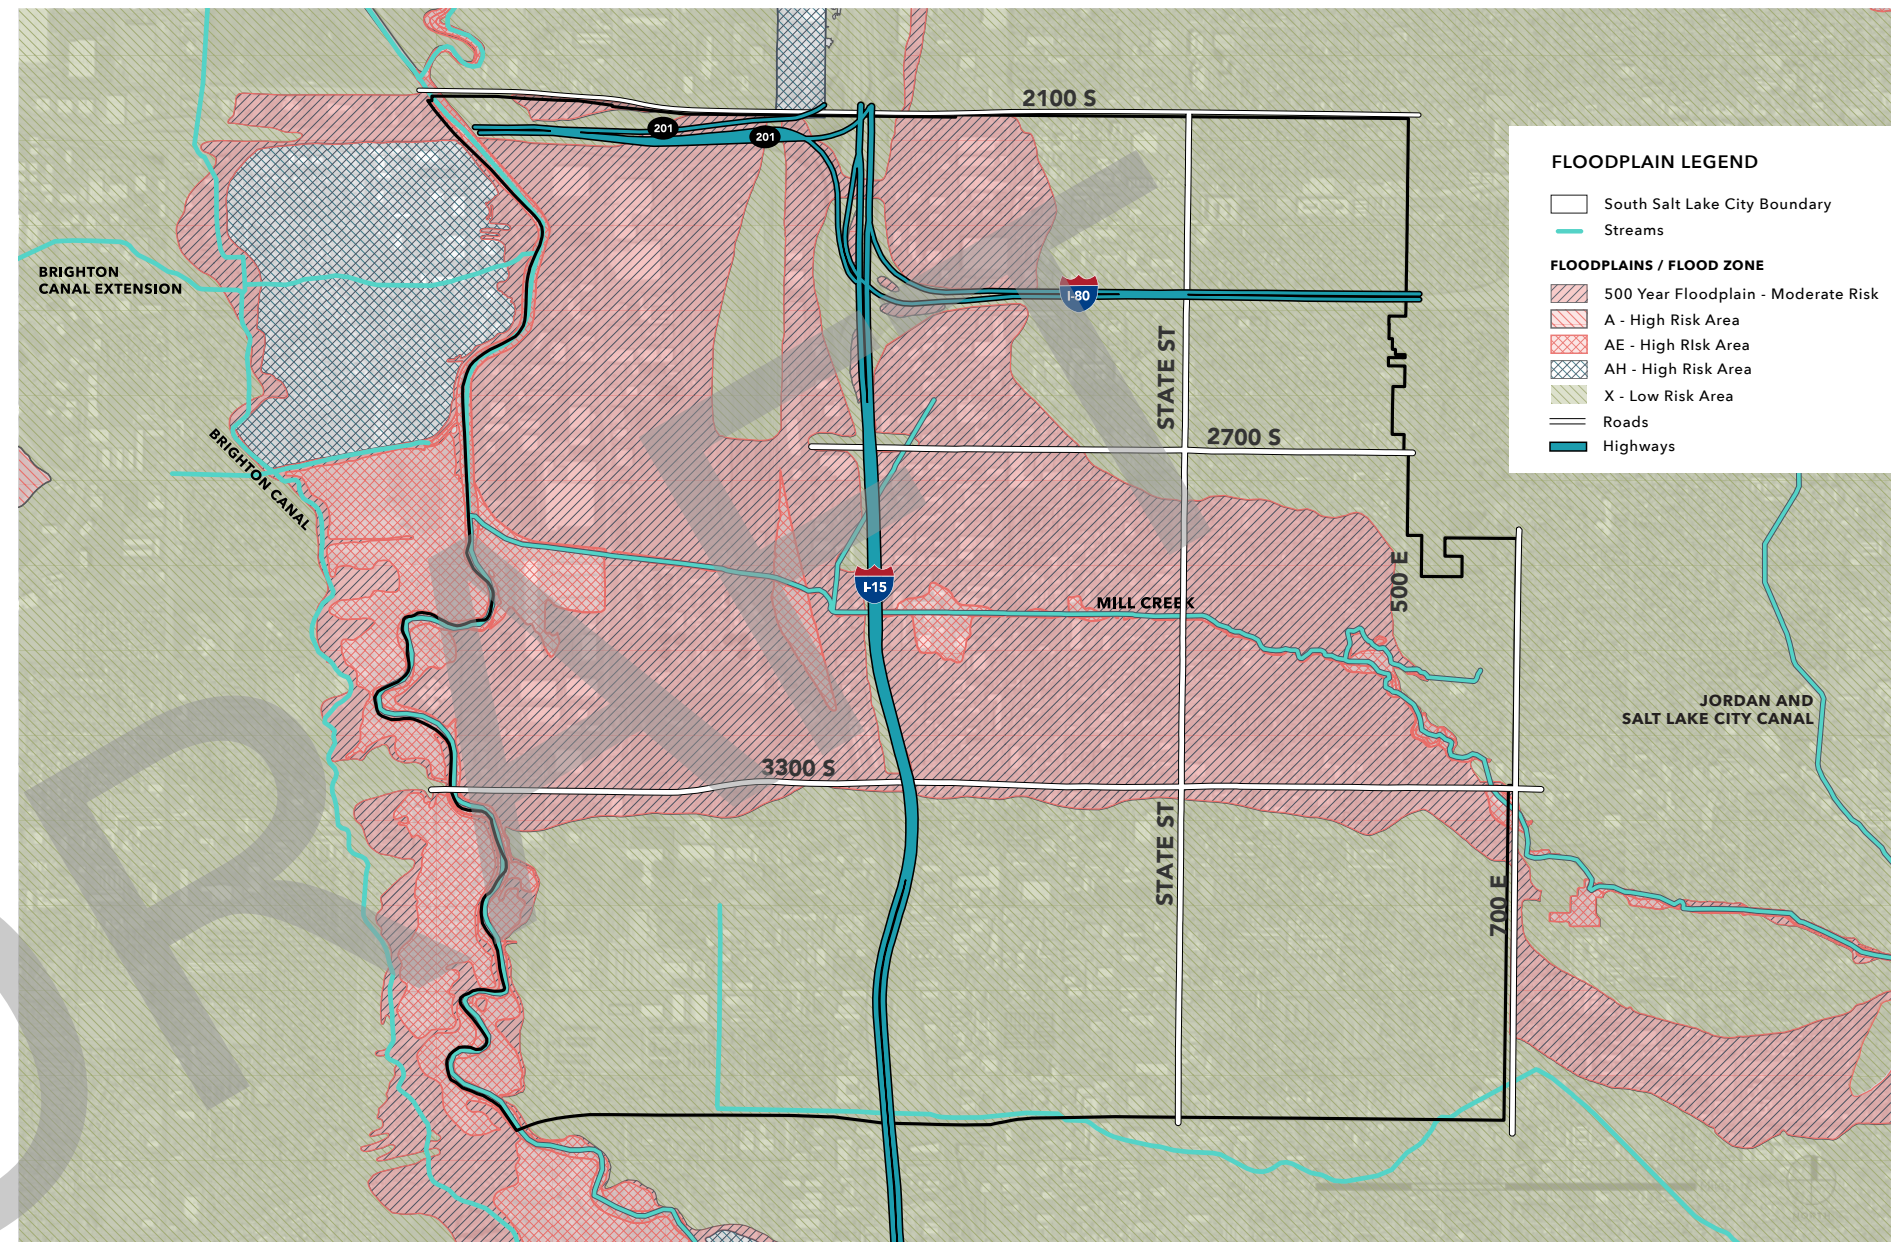 2100 S
201
201
FLOODPLAIN LEGEND
South Salt Lake City Boundary
Streams
FLOODPLAINS / FLOOD ZONE
500 Year Floodplain - Moderate Risk
A - High Risk Area
AE - High RIsk Area
AH - High Risk Area
X - Low Risk Area
Roads
Highways
BRIGHTON
CANAL EXTENSION
I-80
STATE ST
2700 S
BRIGHTON CANAL
500 E
I-15
MILL CREEK
JORDAN AND
SALT LAKE CITY CANAL
3300 S
STATE ST
700 E
DRAFT
NORTH